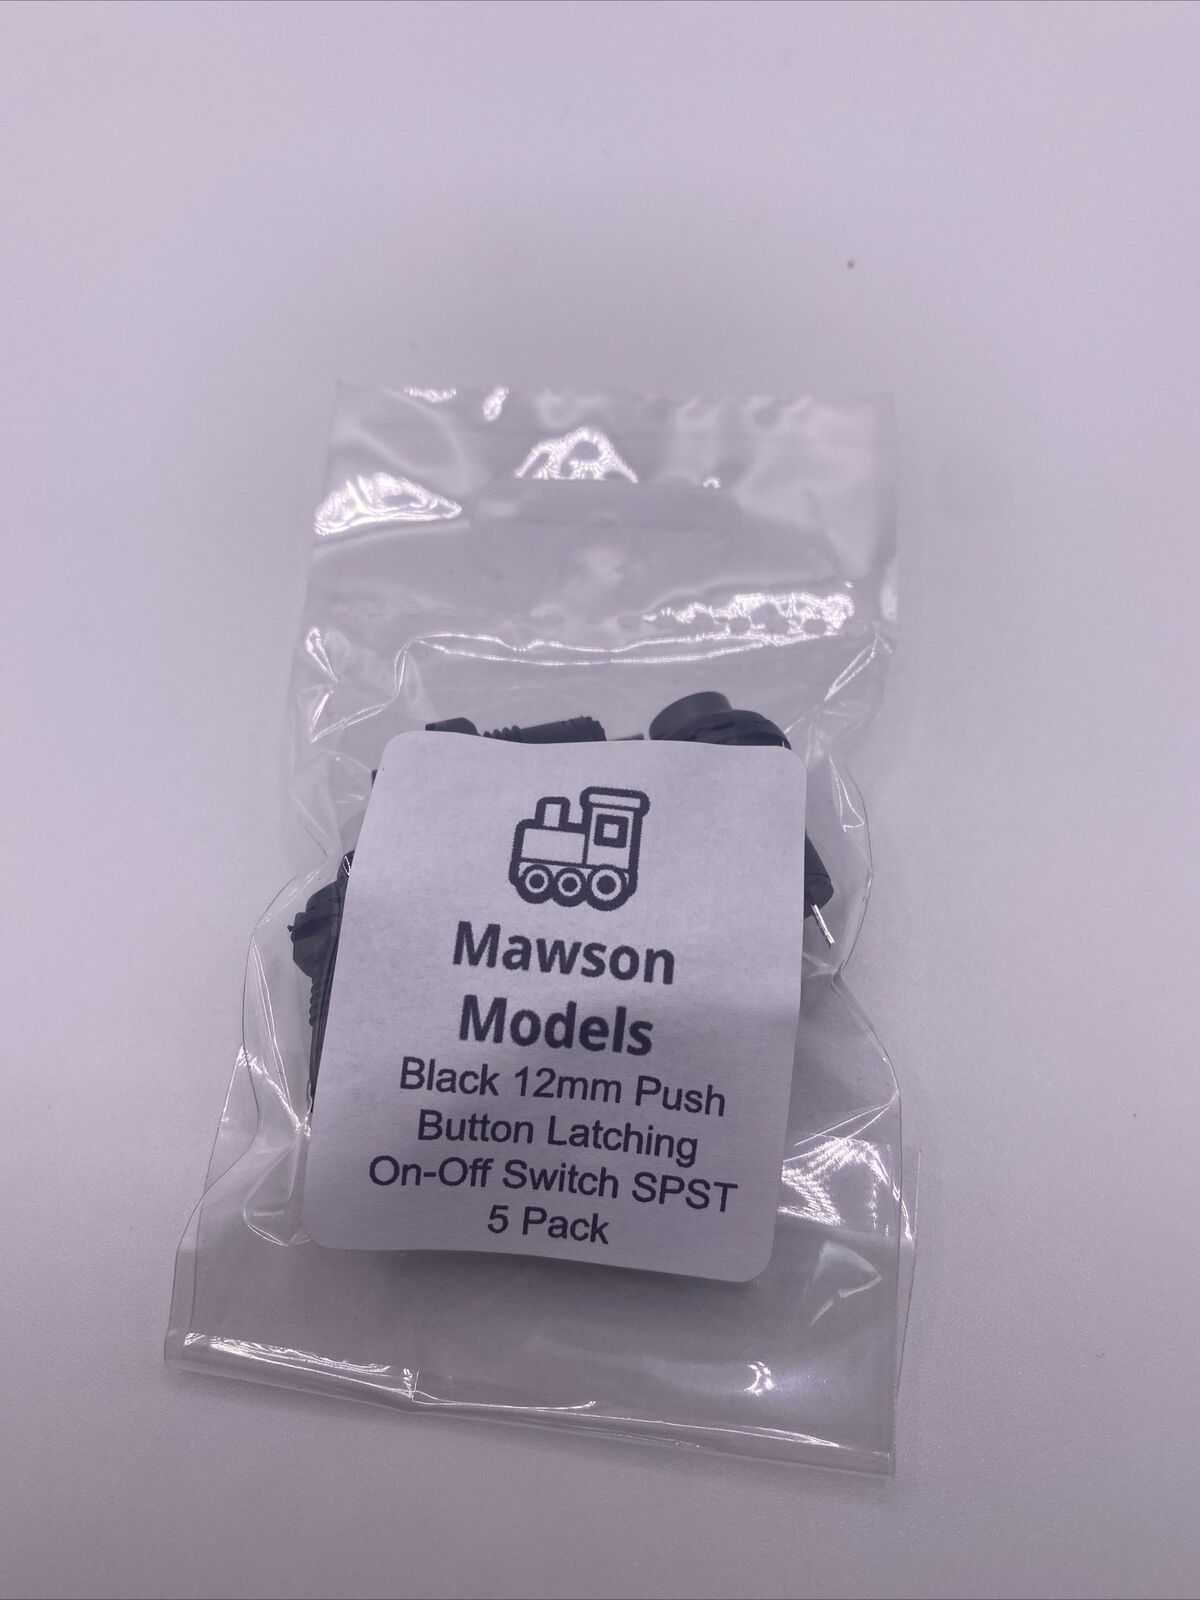 Mawson
Models
Black 12mm Push
Button Latching
On-Off Switch SPST
5 Pack